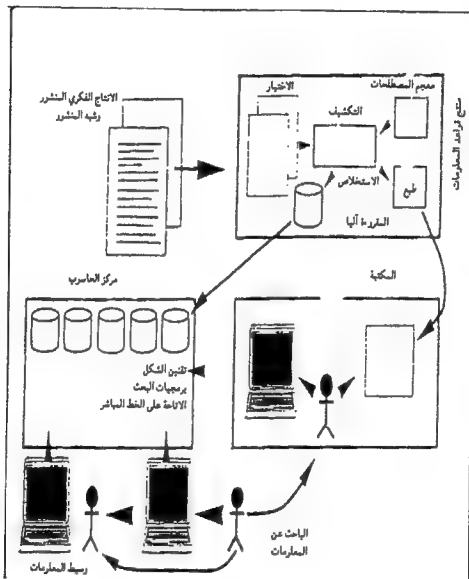 الاختيار
معجم المصطلحات
الانتاج الفكري المنشور
وشبه المنشور
التكشيف
منتج قواعد المعلومات
الاستخلاص
طبع
المقروءة آليا
مركز الحاسوب
المكتبة
تقنين الشكل
برمجيات البحث
الاتاحة على الخط المباشر
الباحث عن
المعلومات
وسيط المعلومات